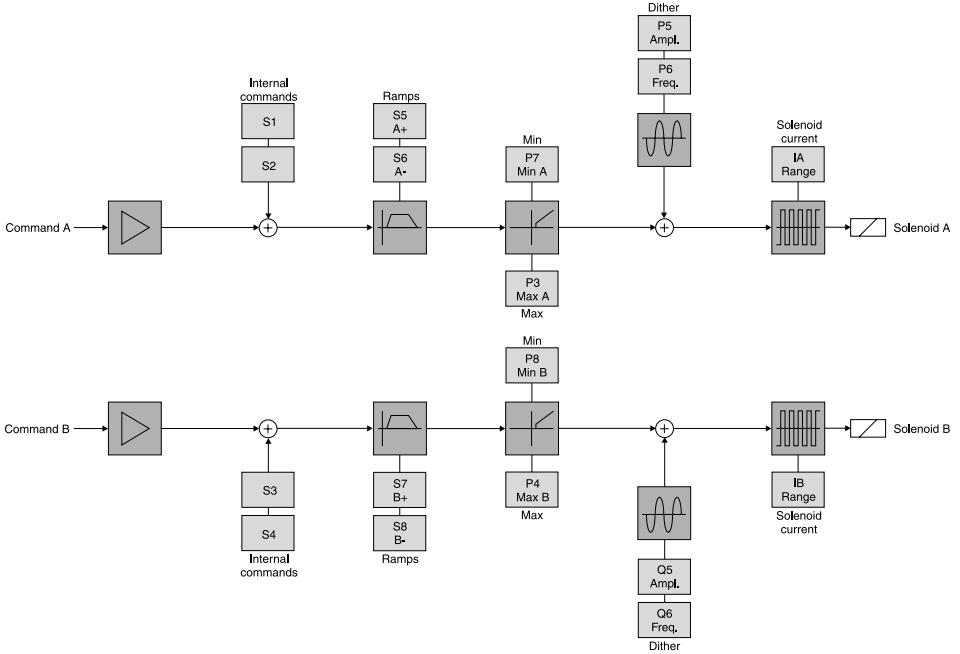 Dither
P5
Ampl.
P6
Freq.
Internal
commands
S1
S2
Ramps
S5
A+
S6
A-
Min
P7
Min A
Solenoid
current
IA
Range
Command A
+
+
Solenoid A
P3
Max A
Max
Min
P8
Min B
Command B
+
+
Solenoid B
S3
S4
Internal
commands
S7
B+
S8
B-
Ramps
P4
Max B
Max
IB
Range
Solenoid
current
Q5
Ampl.
Q6
Freq.
Dither